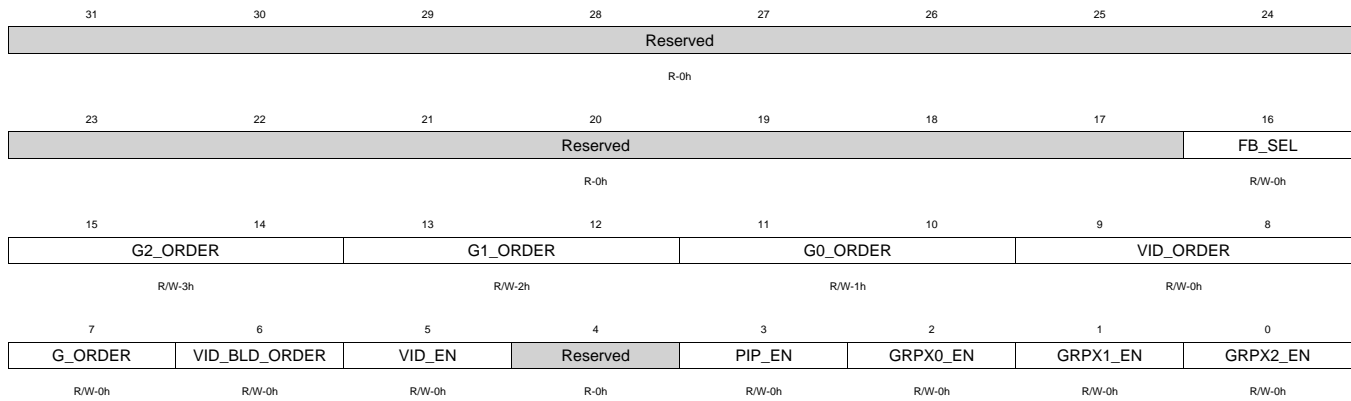 31 30 29 28 27 26 25 24
Reserved
R-0h
23 22 21 20 19 18 17 16
Reserved FB_SEL
R-0h R/W-0h
15 14 13 12 11 10 9 8
G2_ORDER G1_ORDER G0_ORDER VID_ORDER
R/W-3h R/W-2h R/W-1h R/W-0h
7 6 5 4 3 2 1 0
G_ORDER VID_BLD_ORDER VID_EN Reserved PIP_EN GRPX0_EN GRPX1_EN GRPX2_EN
R/W-0h R/W-0h R/W-0h R-0h R/W-0h R/W-0h R/W-0h R/W-0h